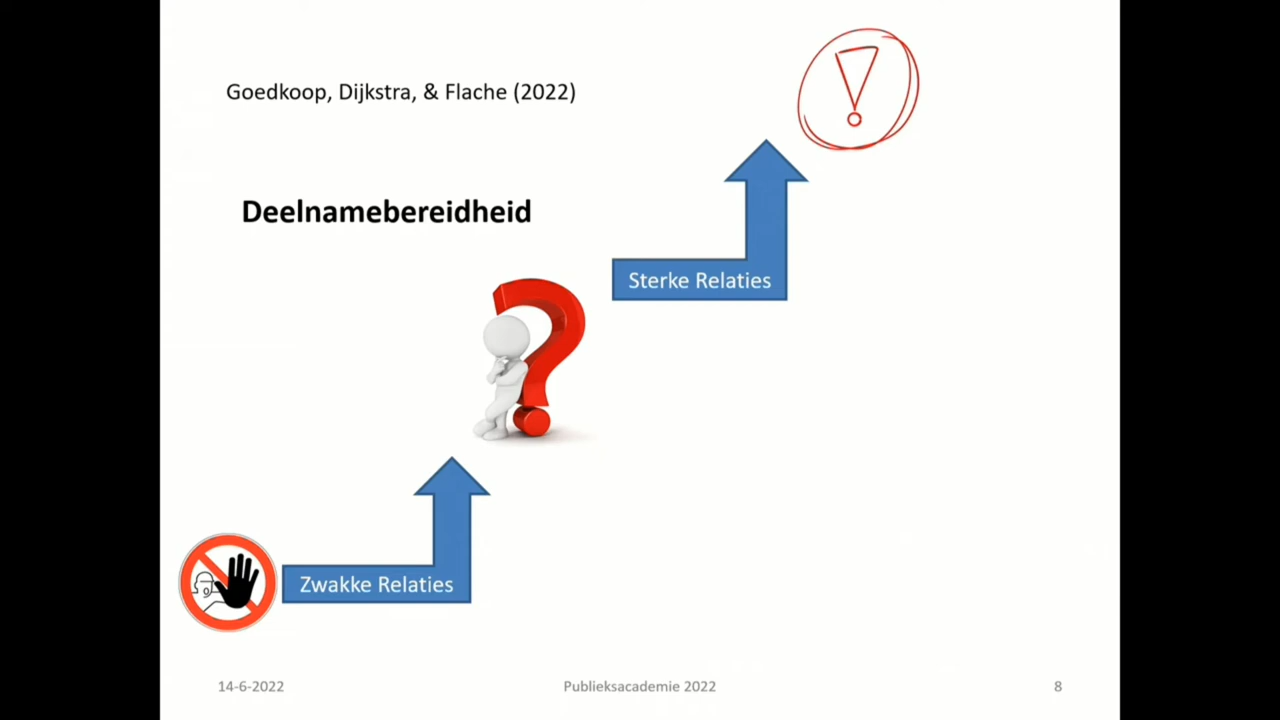 Goedkoop, Dijkstra, & Flache (2022)
Deelnamebereidheid
Sterke Relaties
Zwakke Relaties
14-6-2022
Publieksacademie 2022
8